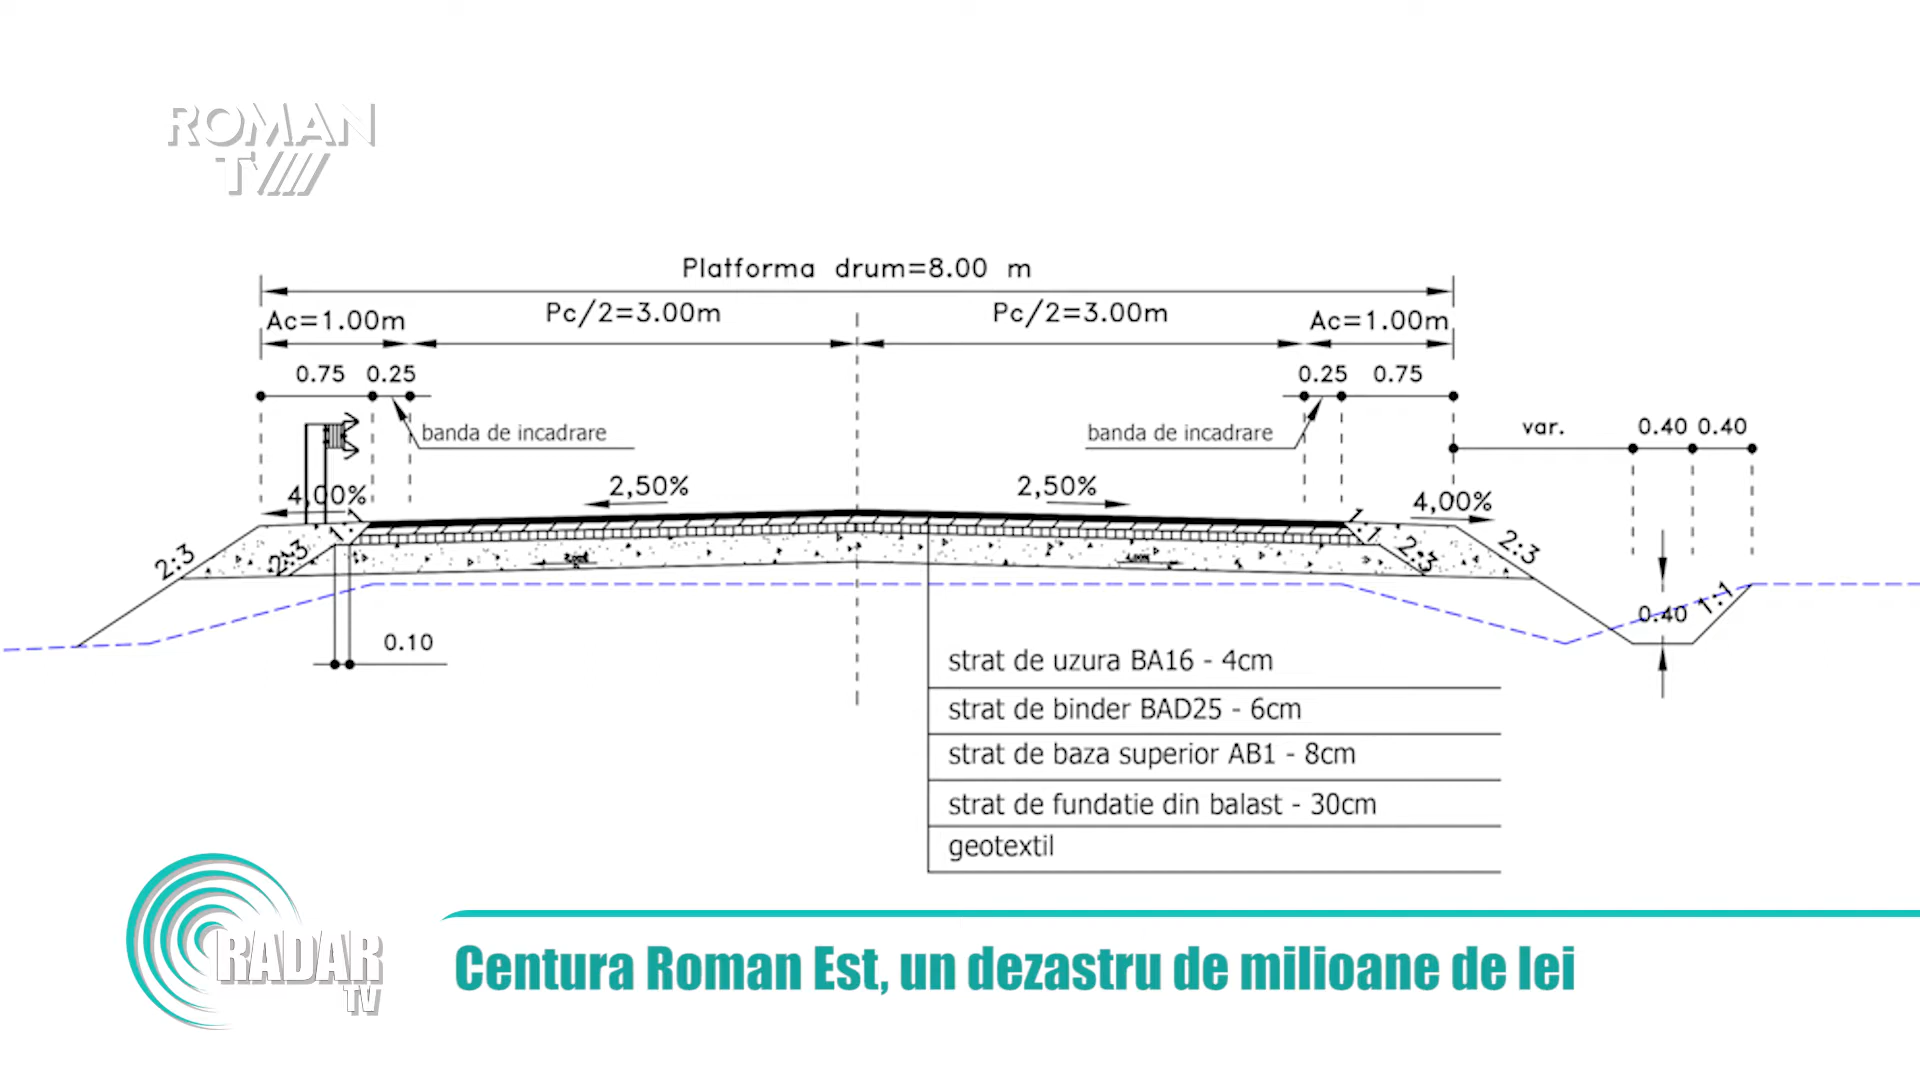 ROMAN
TV
Platforma drum=8.00 m
Ac=1.00m
Pc/2=3.00m
Pc/2=3.00m
Ac=1.00m
0.75 0.25
0.25 0.75
banda de incadrare
banda de incadrare
var.
0.40 0.40
4,00%
2,50%
2,50%
4,00%
2:3
2:3
1:1
1:1
2:3
2:3
0.40
1:1
0.10
strat de uzura BA16 - 4cm
strat de binder BAD25 - 6cm
strat de baza superior AB1 - 8cm
strat de fundatie din balast - 30cm
geotextil
RADAR
TV
Centura Roman Est, un dezastru de milioane de lei